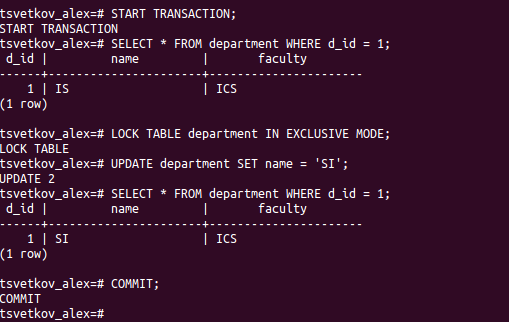 tsvetkov_alex=# START TRANSACTION;
START TRANSACTION
tsvetkov_alex=# SELECT * FROM department WHERE d_id = 1;
 d_id |         name         |       faculty
------+----------------------+----------------------
    1 | IS                   | ICS
(1 row)

tsvetkov_alex=# LOCK TABLE department IN EXCLUSIVE MODE;
LOCK TABLE
tsvetkov_alex=# UPDATE department SET name = 'SI';
UPDATE 2
tsvetkov_alex=# SELECT * FROM department WHERE d_id = 1;
 d_id |         name         |       faculty
------+----------------------+----------------------
    1 | SI                   | ICS
(1 row)

tsvetkov_alex=# COMMIT;
COMMIT
tsvetkov_alex=#